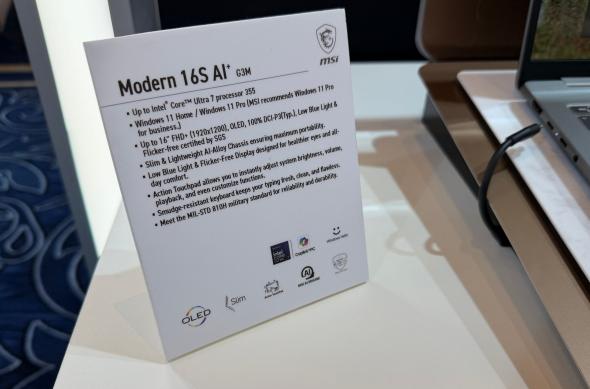 msi
Modern 16S AI+ G3M
• Up to Intel® Core™ Ultra 7 processor 355
• Windows 11 Home / Windows 11 Pro (MSI recommends Windows 11 Pro
for business.)
• Up to 16" FHD+ (1920x1200), OLED, 100% DCI-P3(Typ.), Low Blue Light &
Flicker-free certified by SGS
• Slim & Lightweight Al-Alloy Chassis ensuring maximum portability.
• Low Blue Light & Flicker-Free Display designed for healthier eyes and all-
day comfort.
• Action Touchpad allows you to instantly adjust system brightness, volume,
playback, and even customize functions.
• Smudge-resistant keyboard keeps your typing fresh, clean, and flawless.
• Meet the MIL-STD 810H military standard for reliability and durability.
Copilot+ PC
OLED
Slim